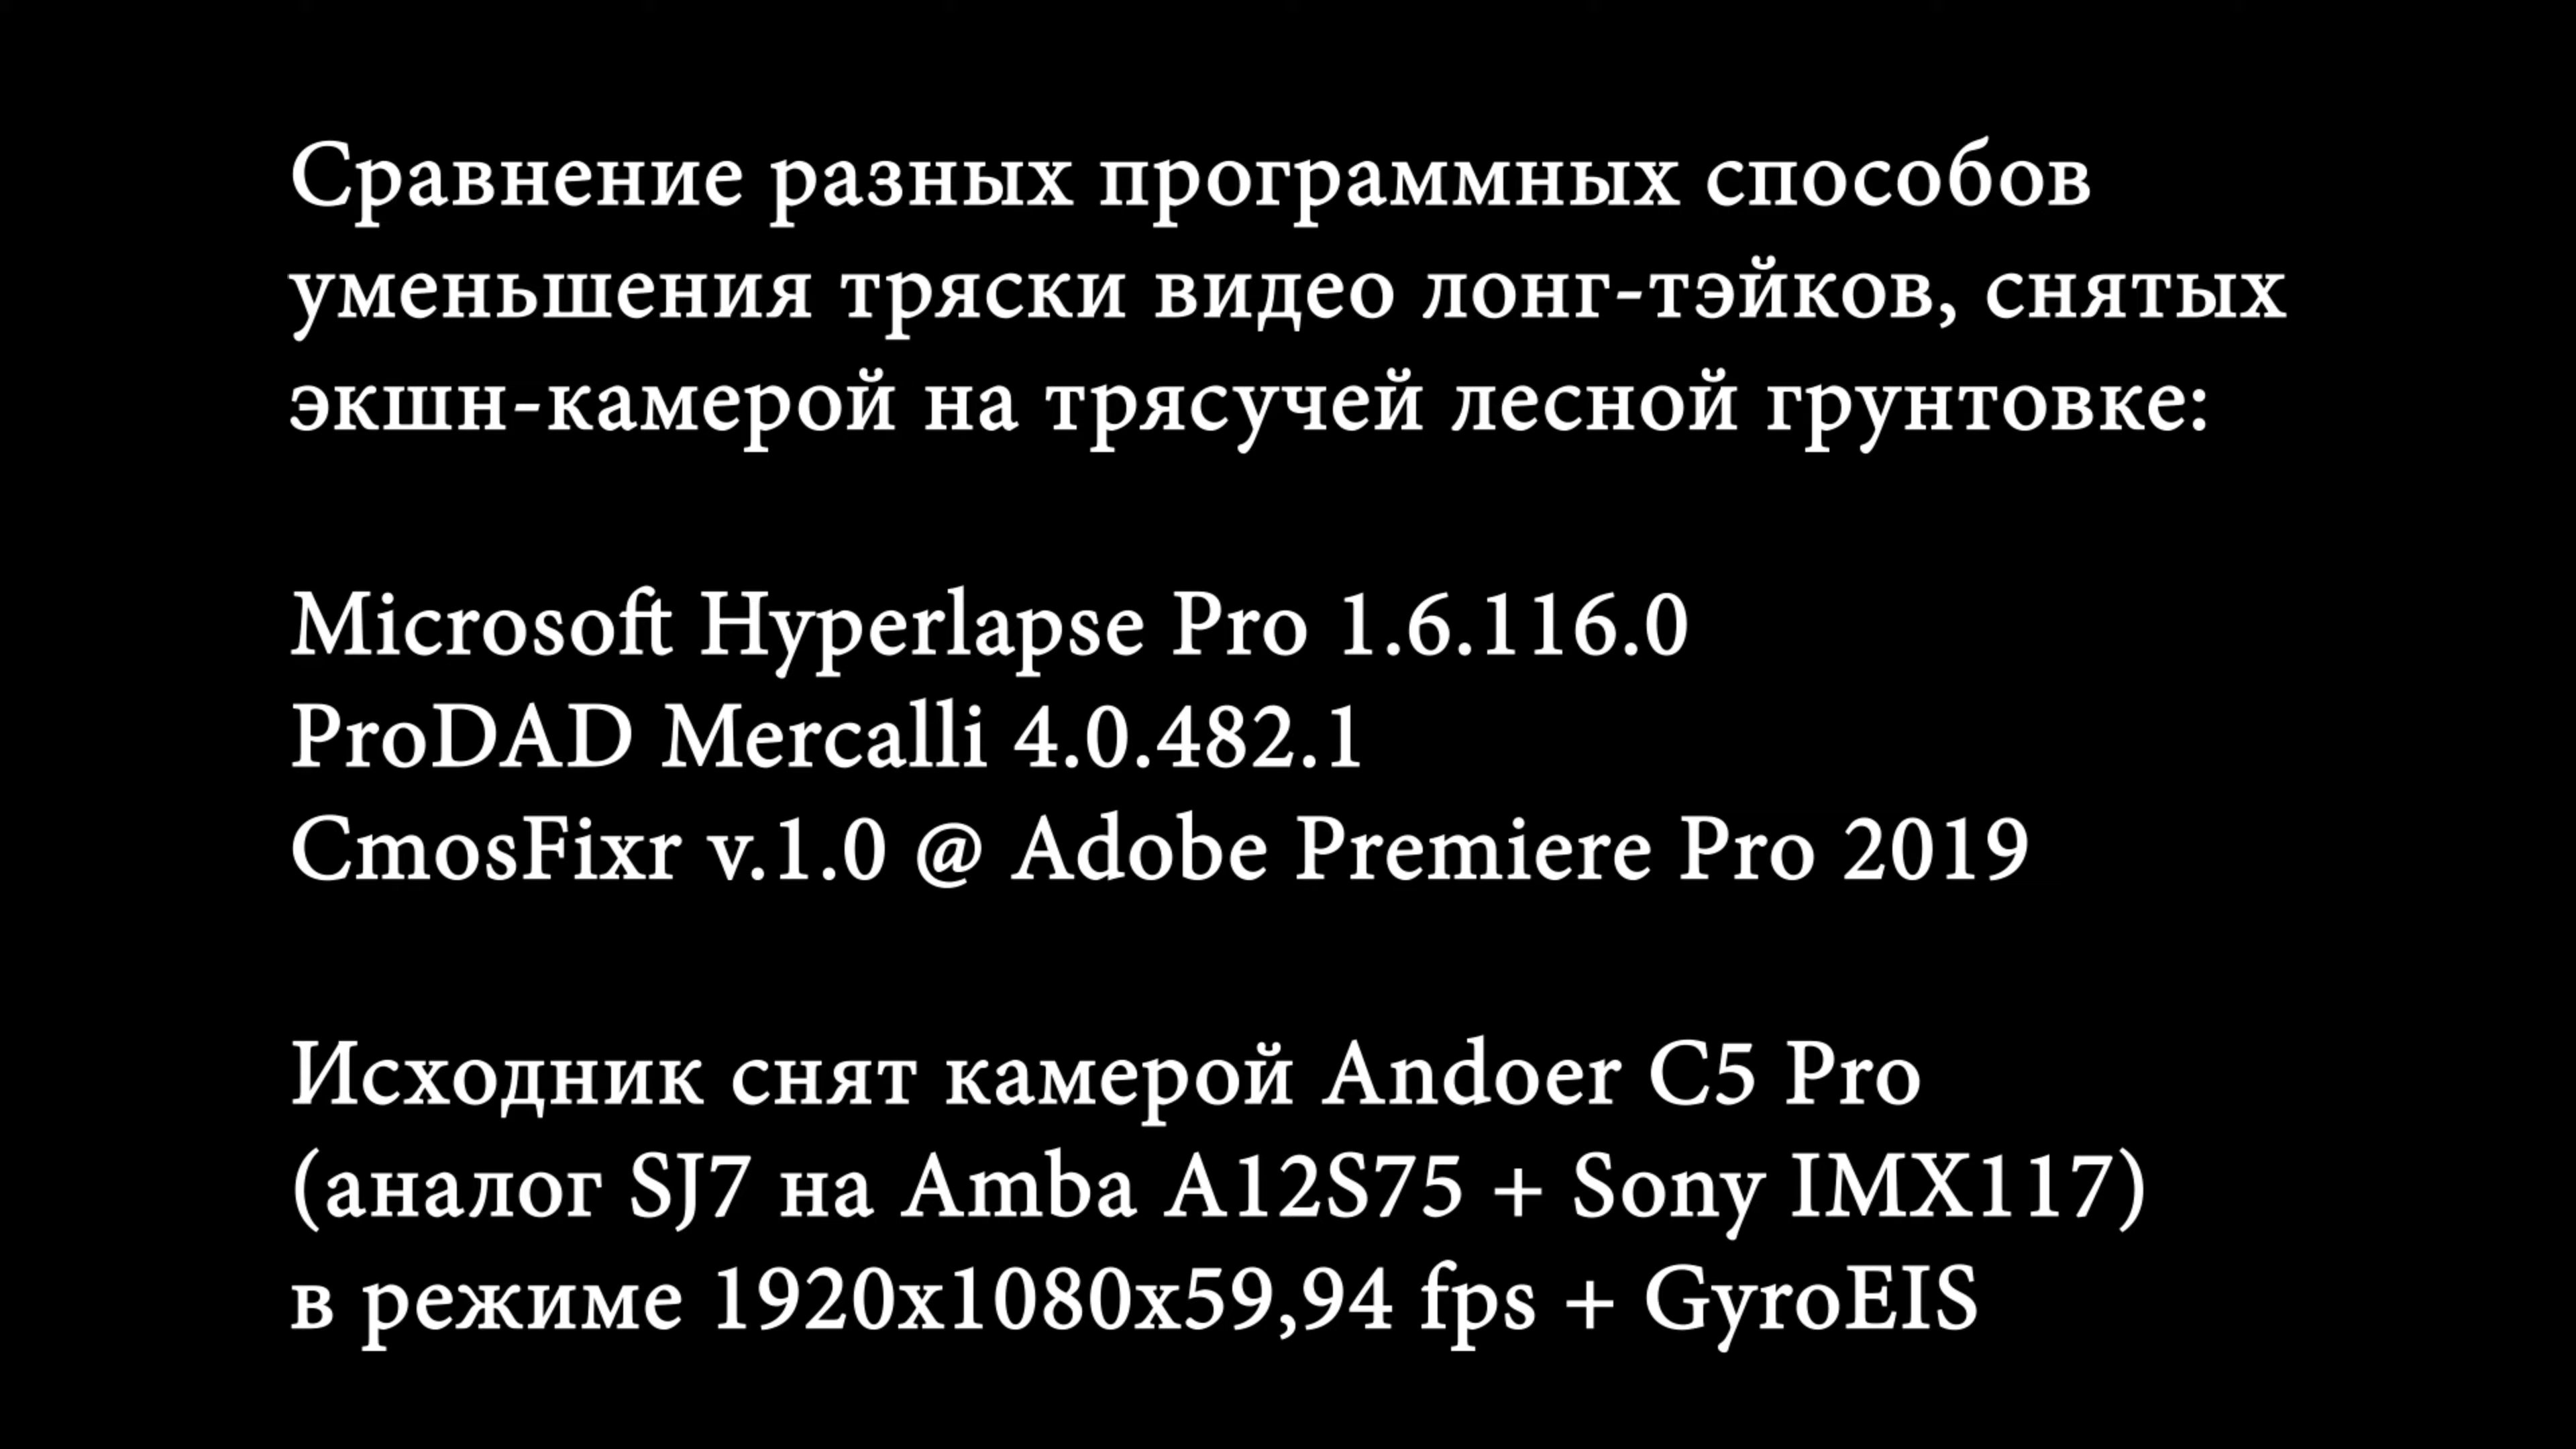 Сравнение разных программных способов
уменьшения тряски видео лонг-тэйков, снятых
экшн-камерой на трясучей лесной грунтовке:
Microsoft Hyperlapse Pro 1.6.116.0
ProDAD Mercalli 4.0.482.1
CmosFixr v.1.0 @ Adobe Premiere Pro 2019
Исходник снят камерой Andoer C5 Pro
(аналог SJ7 на Amba A12S75 + Sony IMX117)
в режиме 1920x1080x59,94 fps + GyroEIS